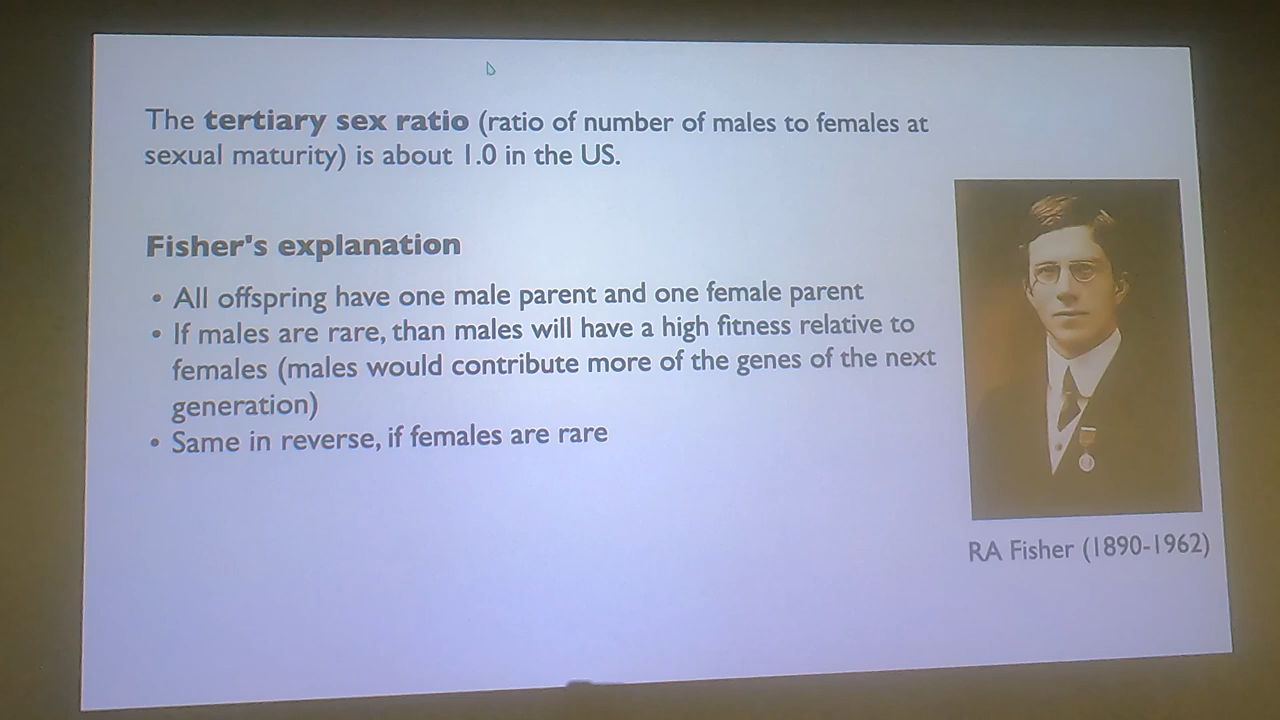 The tertiary sex ratio (ratio of number of males to females at
sexual maturity) is about 1.0 in the US.
Fisher's explanation
• All offspring have one male parent and one female parent
• If males are rare, than males will have a high fitness relative to
females (males would contribute more of the genes of the next
generation)
• Same in reverse, if females are rare
RA Fisher (1890-1962)